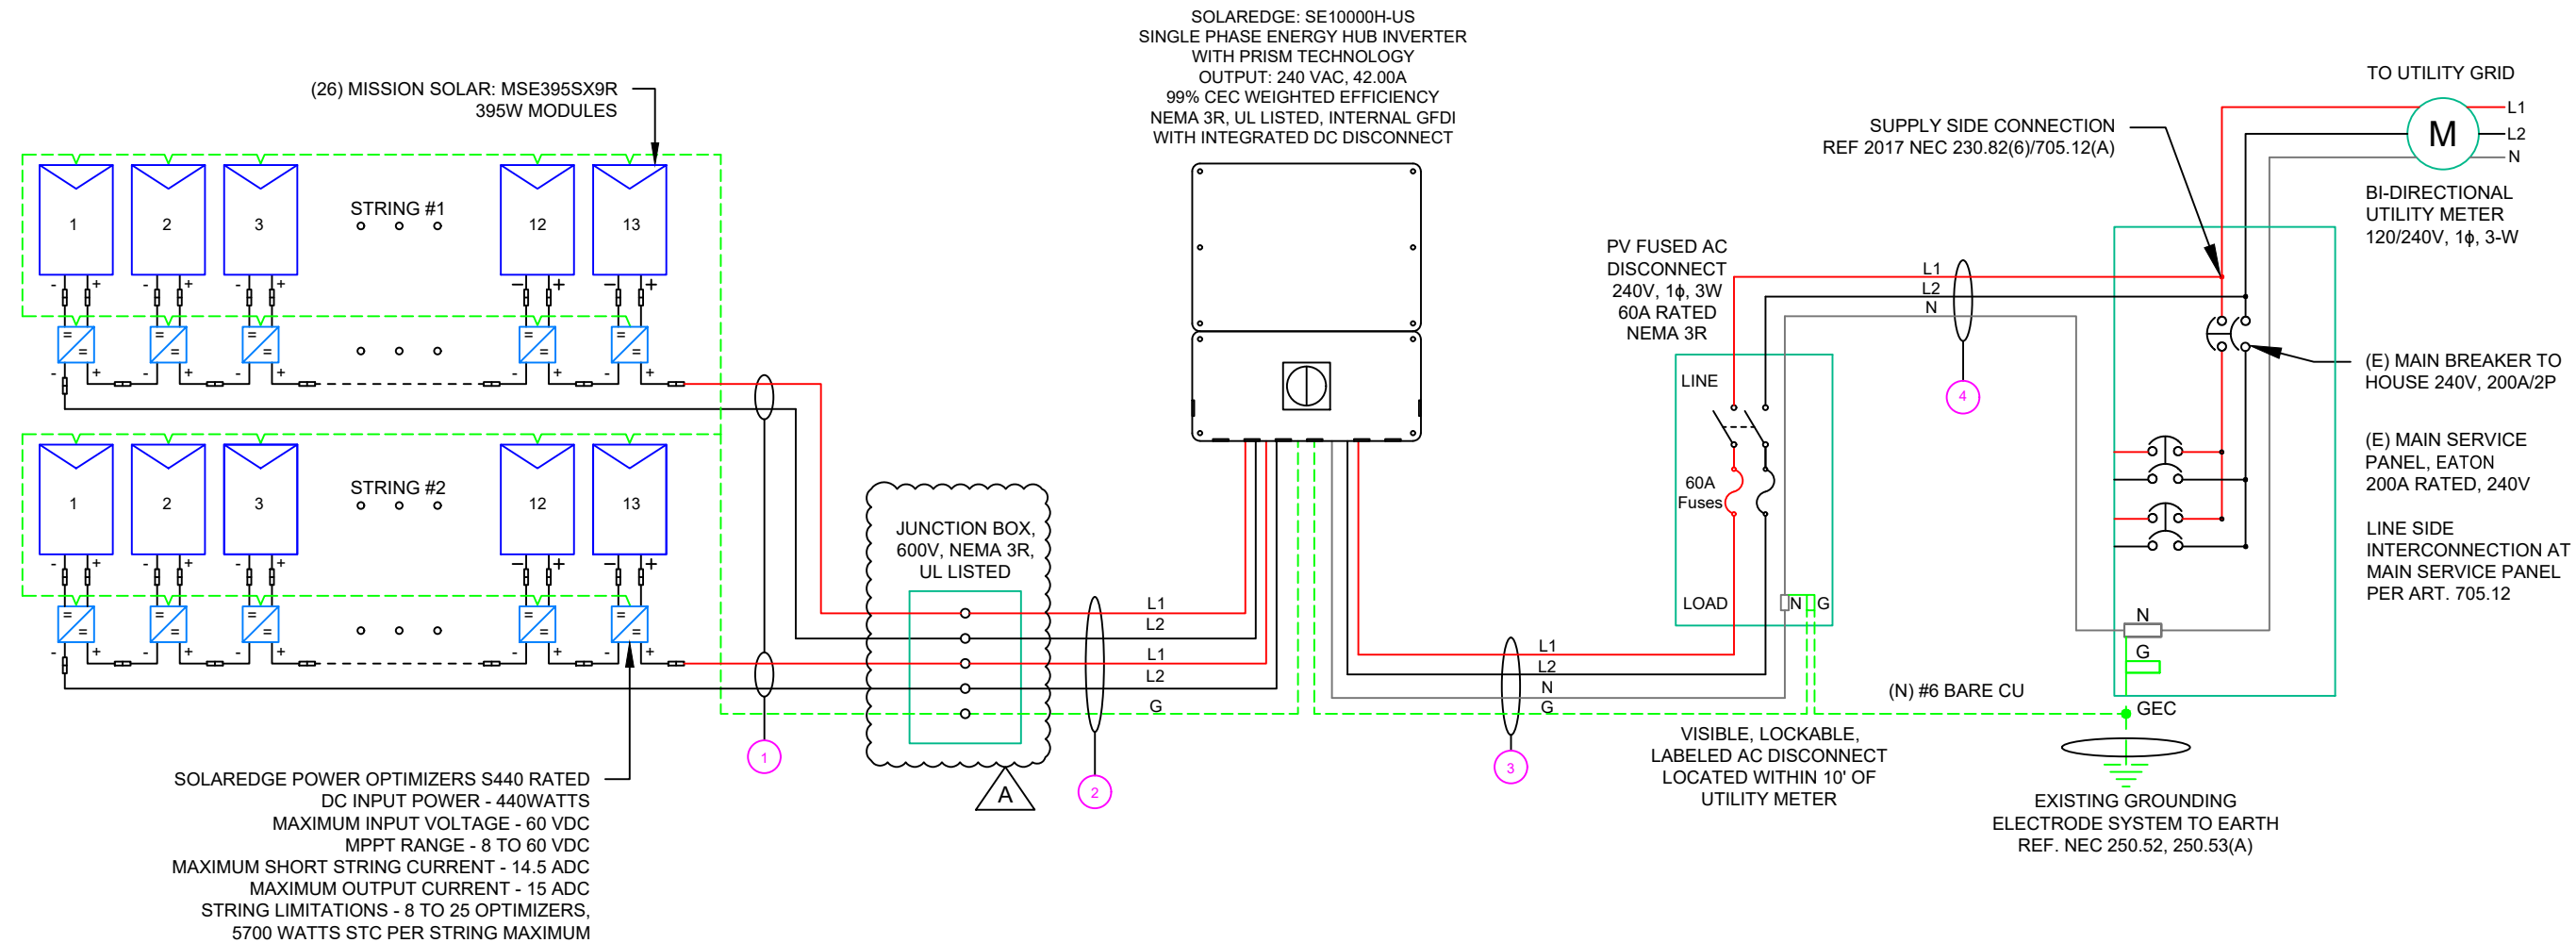 SOLAREDGE: SE10000H-US
SINGLE PHASE ENERGY HUB INVERTER
WITH PRISM TECHNOLOGY
OUTPUT: 240 VAC, 42.00A
99% CEC WEIGHTED EFFICIENCY
NEMA 3R, UL LISTED, INTERNAL GFDI
WITH INTEGRATED DC DISCONNECT
(26) MISSION SOLAR: MSE395SX9R
395W MODULES
1
2
3
STRING #1
12
13
- + - + - + - + - +
= = = = =
= = = = =
- + - + - + - + - +
1
2
3
STRING #2
12
13
- + - + - + - + - +
= = = = =
= = = = =
- + - + - + - + - +
SOLAREDGE POWER OPTIMIZERS S440 RATED
DC INPUT POWER - 440WATTS
MAXIMUM INPUT VOLTAGE - 60 VDC
MPPT RANGE - 8 TO 60 VDC
MAXIMUM SHORT STRING CURRENT - 14.5 ADC
MAXIMUM OUTPUT CURRENT - 15 ADC
STRING LIMITATIONS - 8 TO 25 OPTIMIZERS,
5700 WATTS STC PER STRING MAXIMUM
1
JUNCTION BOX,
600V, NEMA 3R,
UL LISTED
A
L1
L2
L1
L2
G
2
L1
L2
N
G
3
PV FUSED AC
DISCONNECT
240V, 1ϕ, 3W
60A RATED
NEMA 3R
LINE
60A
Fuses
LOAD
N
G
VISIBLE, LOCKABLE,
LABELED AC DISCONNECT
LOCATED WITHIN 10' OF
UTILITY METER
L1
L2
N
4
SUPPLY SIDE CONNECTION
REF 2017 NEC 230.82(6)/705.12(A)
TO UTILITY GRID
M
L1
L2
N
BI-DIRECTIONAL
UTILITY METER
120/240V, 1ϕ, 3-W
(E) MAIN BREAKER TO
HOUSE 240V, 200A/2P
(E) MAIN SERVICE
PANEL, EATON
200A RATED, 240V
LINE SIDE
INTERCONNECTION AT
MAIN SERVICE PANEL
PER ART. 705.12
N
G
(N) #6 BARE CU
GEC
EXISTING GROUNDING
ELECTRODE SYSTEM TO EARTH
REF. NEC 250.52, 250.53(A)